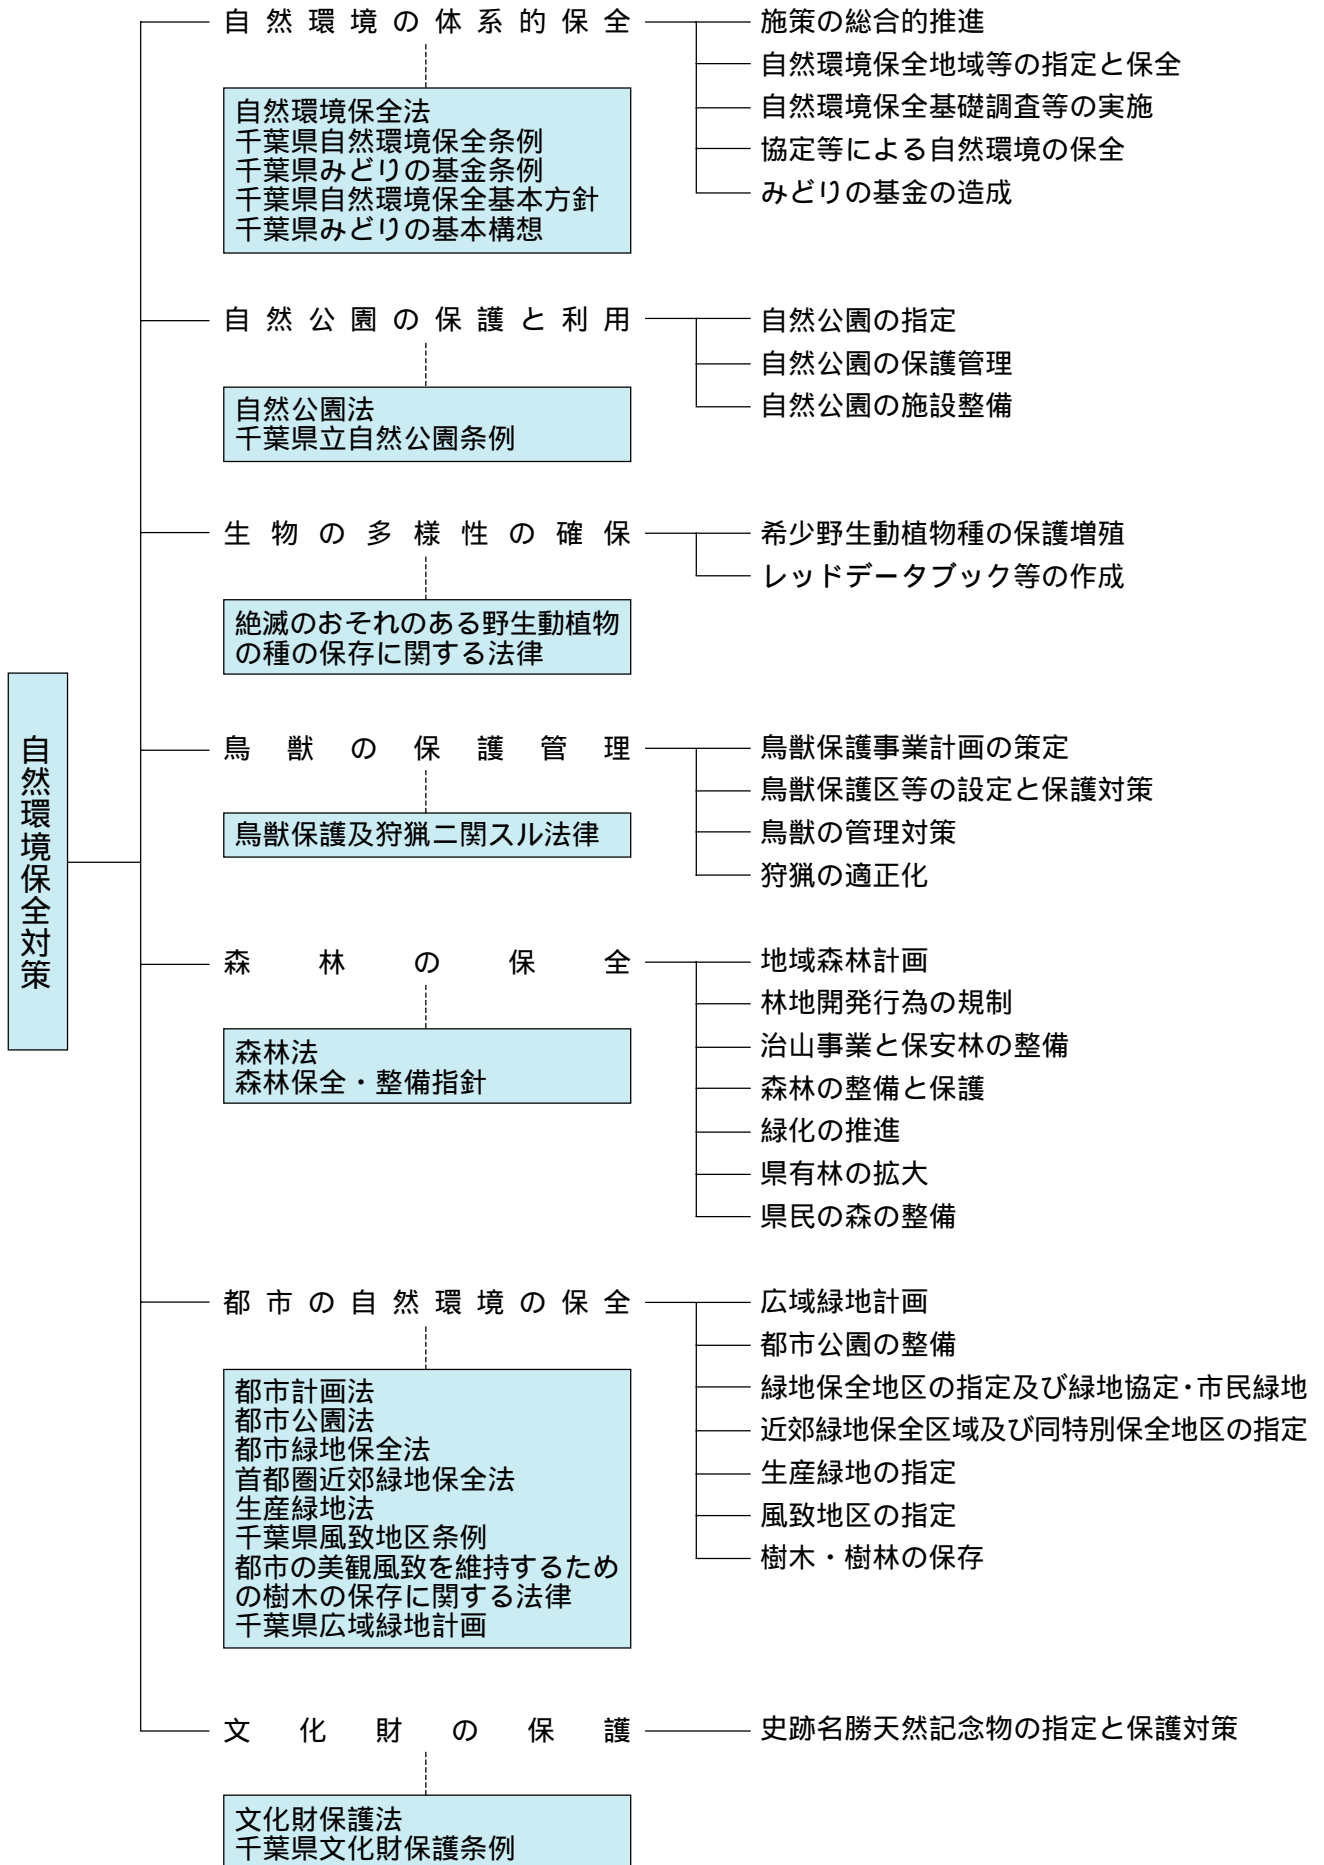 自然環境保全対策
自然環境の体系的保全
自然環境保全法
千葉県自然環境保全条例
千葉県みどりの基金条例
千葉県自然環境保全基本方針
千葉県みどりの基本構想
施策の総合的推進
自然環境保全地域等の指定と保全
自然環境保全基礎調査等の実施
協定等による自然環境の保全
みどりの基金の造成
自然公園の保護と利用
自然公園法
千葉県立自然公園条例
自然公園の指定
自然公園の保護管理
自然公園の施設整備
生物の多様性の確保
絶滅のおそれのある野生動植物
の種の保存に関する法律
希少野生動植物種の保護増殖
レッドデータブック等の作成
鳥獣の保護管理
鳥獣保護及狩猟ニ関スル法律
鳥獣保護事業計画の策定
鳥獣保護区等の設定と保護対策
鳥獣の管理対策
狩猟の適正化
森林の保全
森林法
森林保全・整備指針
地域森林計画
林地開発行為の規制
治山事業と保安林の整備
森林の整備と保護
緑化の推進
県有林の拡大
県民の森の整備
都市の自然環境の保全
都市計画法
都市公園法
都市緑地保全法
首都圏近郊緑地保全法
生産緑地法
千葉県風致地区条例
都市の美観風致を維持するため
の樹木の保存に関する法律
千葉県広域緑地計画
広域緑地計画
都市公園の整備
緑地保全地区の指定及び緑地協定・市民緑地
近郊緑地保全区域及び同特別保全地区の指定
生産緑地の指定
風致地区の指定
樹木・樹林の保存
文化財の保護
文化財保護法
千葉県文化財保護条例
史跡名勝天然記念物の指定と保護対策